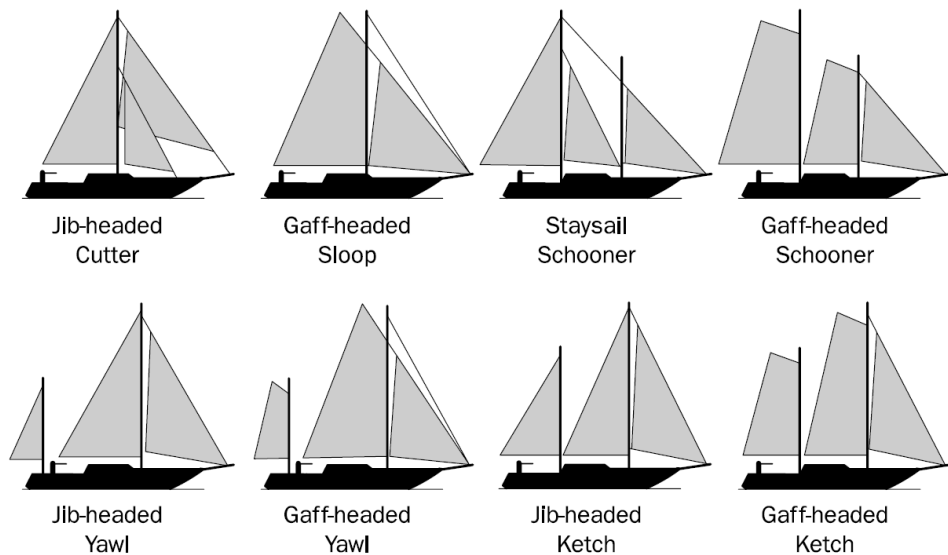 Jib-headed
Cutter
Gaff-headed
Sloop
Staysail
Schooner
Gaff-headed
Schooner
Jib-headed
Yawl
Gaff-headed
Yawl
Jib-headed
Ketch
Gaff-headed
Ketch